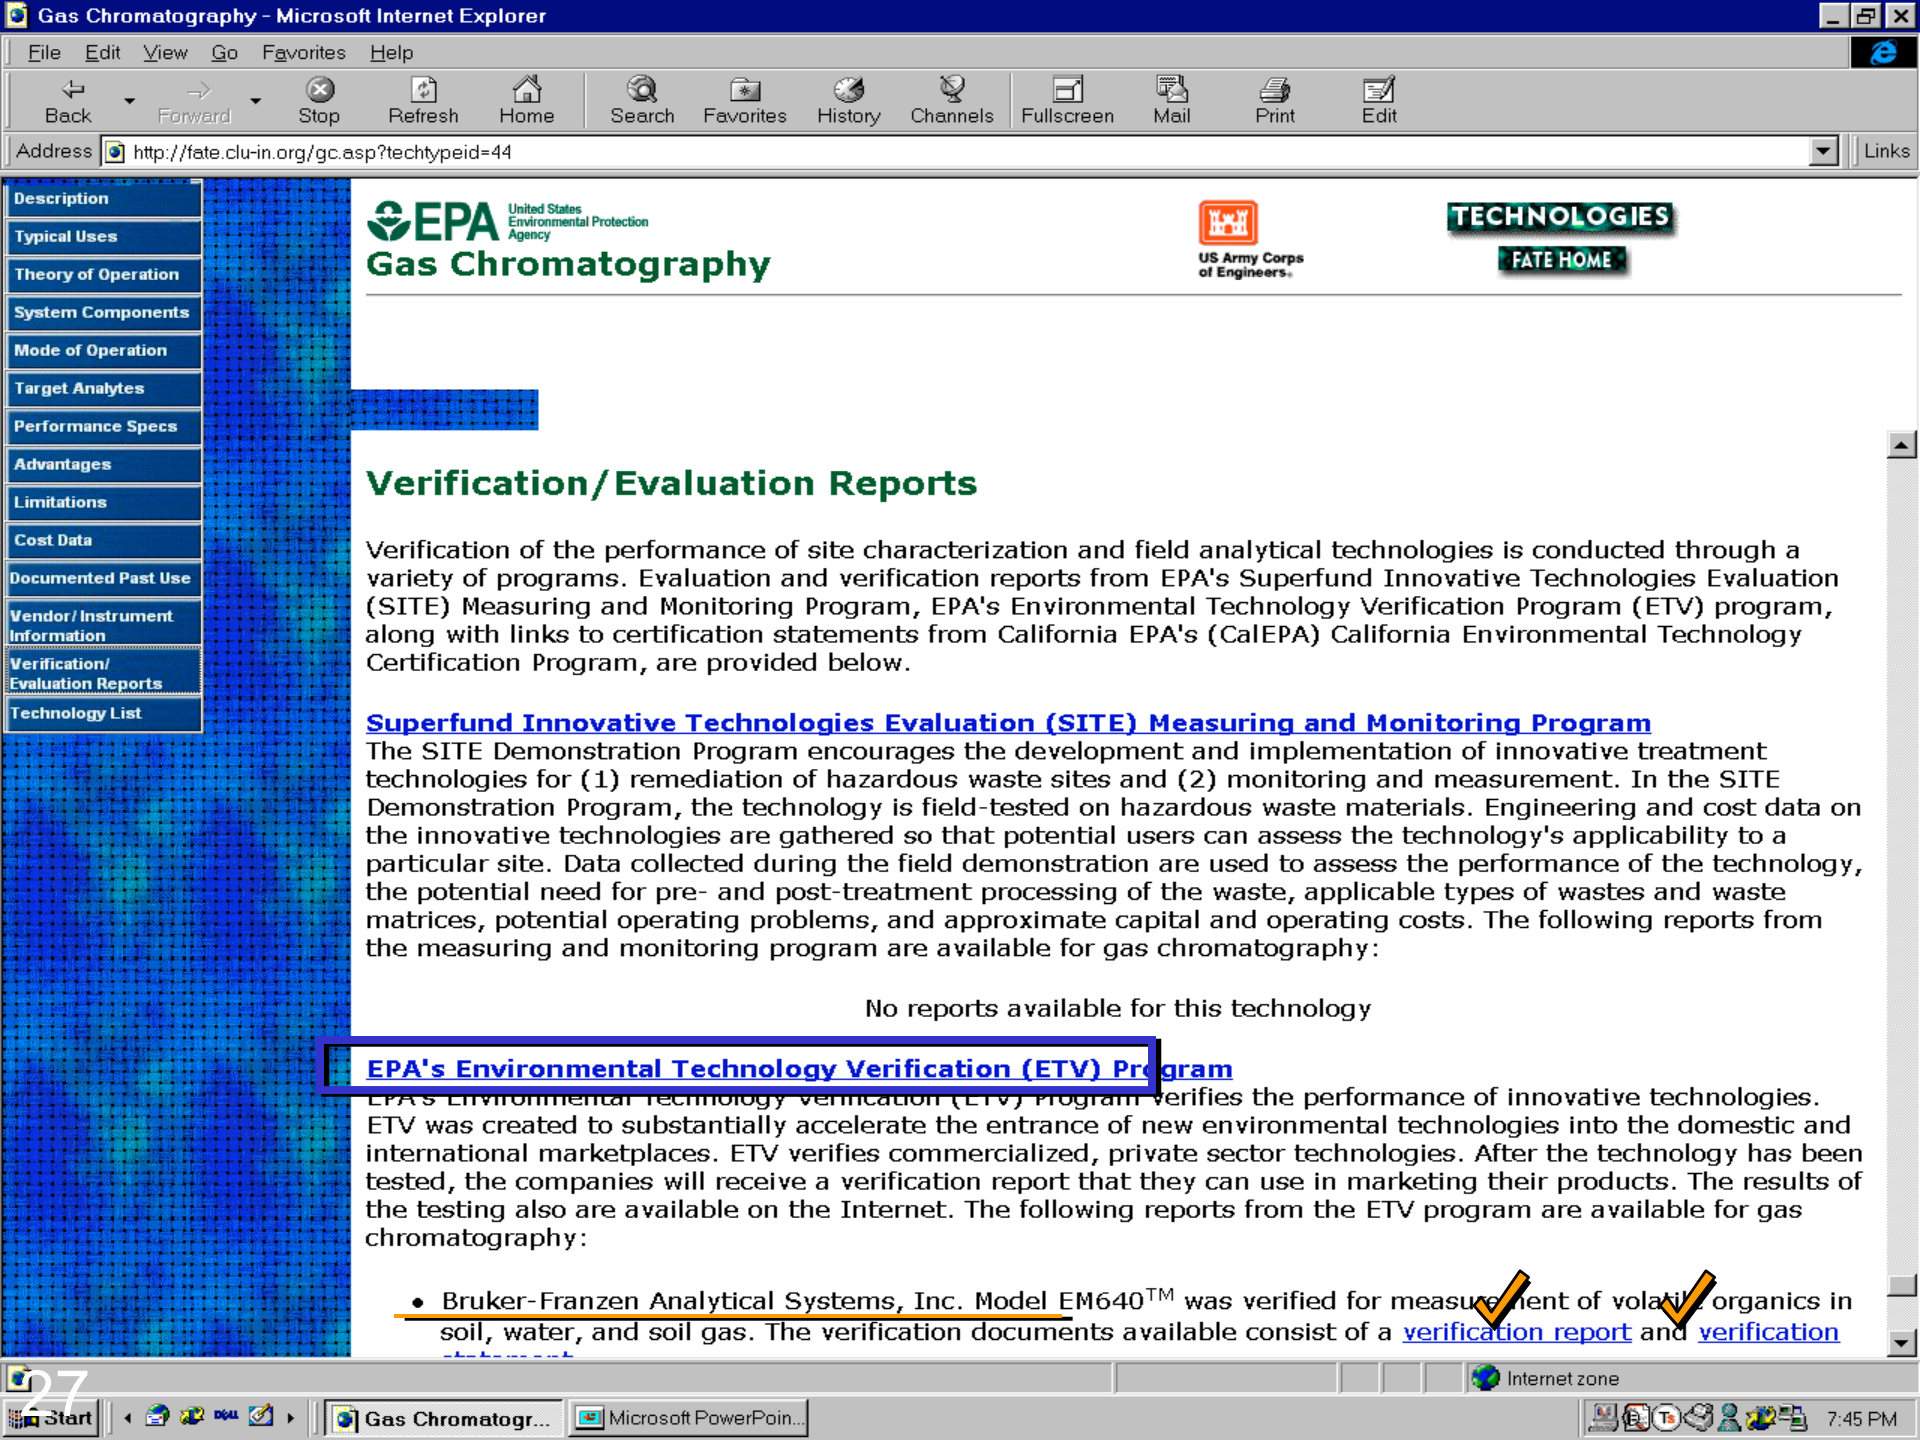 Gas Chromatography - Microsoft Internet Explorer
File Edit View Go Favorites Help
Back Forward Stop Refresh Home Search Favorites History Channels Fullscreen Mail Print Edit
Address http://fate.clu-in.org/gc.asp?techtypeid=44 Links
Description
Typical Uses
Theory of Operation
System Components
Mode of Operation
Target Analytes
Performance Specs
Advantages
Limitations
Cost Data
Documented Past Use
Vendor/Instrument
Information
Verification/
Evaluation Reports
Technology List
EPA United States
Environmental Protection
Agency
Gas Chromatography
US Army Corps
of Engineers®
TECHNOLOGIES
FATE HOME
Verification/Evaluation Reports
Verification of the performance of site characterization and field analytical technologies is conducted through a
variety of programs. Evaluation and verification reports from EPA's Superfund Innovative Technologies Evaluation
(SITE) Measuring and Monitoring Program, EPA's Environmental Technology Verification Program (ETV) program,
along with links to certification statements from California EPA's (CalEPA) California Environmental Technology
Certification Program, are provided below.
Superfund Innovative Technologies Evaluation (SITE) Measuring and Monitoring Program
The SITE Demonstration Program encourages the development and implementation of innovative treatment
technologies for (1) remediation of hazardous waste sites and (2) monitoring and measurement. In the SITE
Demonstration Program, the technology is field-tested on hazardous waste materials. Engineering and cost data on
the innovative technologies are gathered so that potential users can assess the technology's applicability to a
particular site. Data collected during the field demonstration are used to assess the performance of the technology,
the potential need for pre- and post-treatment processing of the waste, applicable types of wastes and waste
matrices, potential operating problems, and approximate capital and operating costs. The following reports from
the measuring and monitoring program are available for gas chromatography:
No reports available for this technology
EPA's Environmental Technology Verification (ETV) Program
EPA's Environmental Technology Verification (ETV) Program verifies the performance of innovative technologies.
ETV was created to substantially accelerate the entrance of new environmental technologies into the domestic and
international marketplaces. ETV verifies commercialized, private sector technologies. After the technology has been
tested, the companies will receive a verification report that they can use in marketing their products. The results of
the testing also are available on the Internet. The following reports from the ETV program are available for gas
chromatography:
• Bruker-Franzen Analytical Systems, Inc. Model EM640™ was verified for measurement of volatile organics in
soil, water, and soil gas. The verification documents available consist of a verification report and verification
statement
Internet zone
27
Start DELL Gas Chromatogr... Microsoft PowerPoin... 7:45 PM